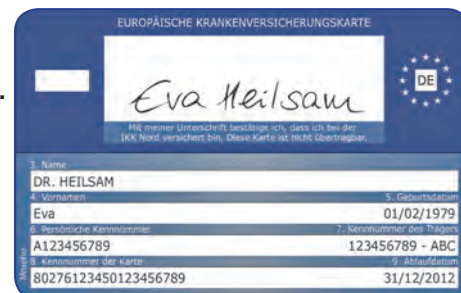 EUROPÄISCHE KRANKENVERSICHERUNGSKARTE
DE
Eva Heilsam
Mit meiner Unterschrift bestätige ich, dass ich bei der
IKK Nord versichert bin. Diese Karte ist nicht übertragbar.
3. Name
DR. HEILSAM
4. Vornamen 5. Geburtsdatum
Eva 01/02/1979
6. Persönliche Kennnummer 7. Kennnummer des Trägers
A123456789 123456789 - ABC
8. Kennnummer der Karte 9. Ablaufdatum
80276123450123456789 31/12/2012
Morpho